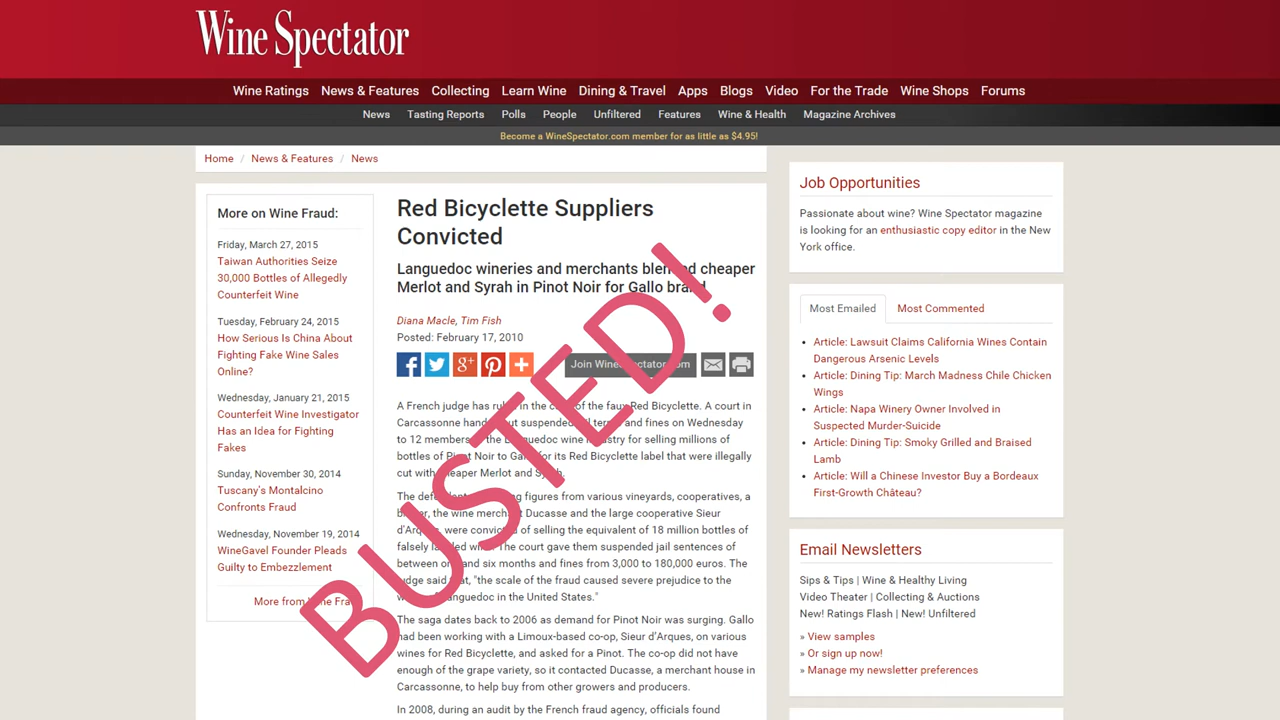 Wine Spectator
Wine Ratings News & Features Collecting Learn Wine Dining & Travel Apps Blogs Video For the Trade Wine Shops Forums
News Tasting Reports Polls People Unfiltered Features Wine & Health Magazine Archives
Become a WineSpectator.com member for as little as $4.95!
Home / News & Features / News
More on Wine Fraud:
Friday, March 27, 2015
Taiwan Authorities Seize
30,000 Bottles of Allegedly
Counterfeit Wine
Tuesday, February 24, 2015
How Serious Is China About
Fighting Fake Wine Sales
Online?
Wednesday, January 21, 2015
Counterfeit Wine Investigator
Has an Idea for Fighting
Fakes
Sunday, November 30, 2014
Tuscany's Montalcino
Confronts Fraud
Wednesday, November 19, 2014
WineGavel Founder Pleads
Guilty to Embezzlement
More from Wine Fraud
Red Bicyclette Suppliers
Convicted
Languedoc wineries and merchants blended cheaper
Merlot and Syrah in Pinot Noir for Gallo brand
Diana Macle, Tim Fish
Posted: February 17, 2010
Join WineSpectator.com
A French judge has ruled in the case of the faux Red Bicyclette. A court in
Carcassonne handed out suspended jail terms and fines on Wednesday
to 12 members of the Languedoc wine industry for selling millions of
bottles of Pinot Noir to Gallo for its Red Bicyclette label that were illegally
cut with cheaper Merlot and Syrah.
The defendants, leading figures from various vineyards, cooperatives, a
broker, the wine merchant Ducasse and the large cooperative Sieur
d'Arques, were convicted of selling the equivalent of 18 million bottles of
falsely labeled wine. The court gave them suspended jail sentences of
between one and six months and fines from 3,000 to 180,000 euros. The
judge said that, "the scale of the fraud caused severe prejudice to the
wines of Languedoc in the United States."
The saga dates back to 2006 as demand for Pinot Noir was surging. Gallo
had been working with a Limoux-based co-op, Sieur d'Arques, on various
wines for Red Bicyclette, and asked for a Pinot. The co-op did not have
enough of the grape variety, so it contacted Ducasse, a merchant house in
Carcassonne, to help buy from other growers and producers.
In 2008, during an audit by the French fraud agency, officials found
BUSTED!
Job Opportunities
Passionate about wine? Wine Spectator magazine
is looking for an enthusiastic copy editor in the New
York office.
Most Emailed Most Commented
Article: Lawsuit Claims California Wines Contain
Dangerous Arsenic Levels
Article: Dining Tip: March Madness Chile Chicken
Wings
Article: Napa Winery Owner Involved in
Suspected Murder-Suicide
Article: Dining Tip: Smoky Grilled and Braised
Lamb
Article: Will a Chinese Investor Buy a Bordeaux
First-Growth Château?
Email Newsletters
Sips & Tips | Wine & Healthy Living
Video Theater | Collecting & Auctions
New! Ratings Flash | New! Unfiltered
» View samples
» Or sign up now!
» Manage my newsletter preferences